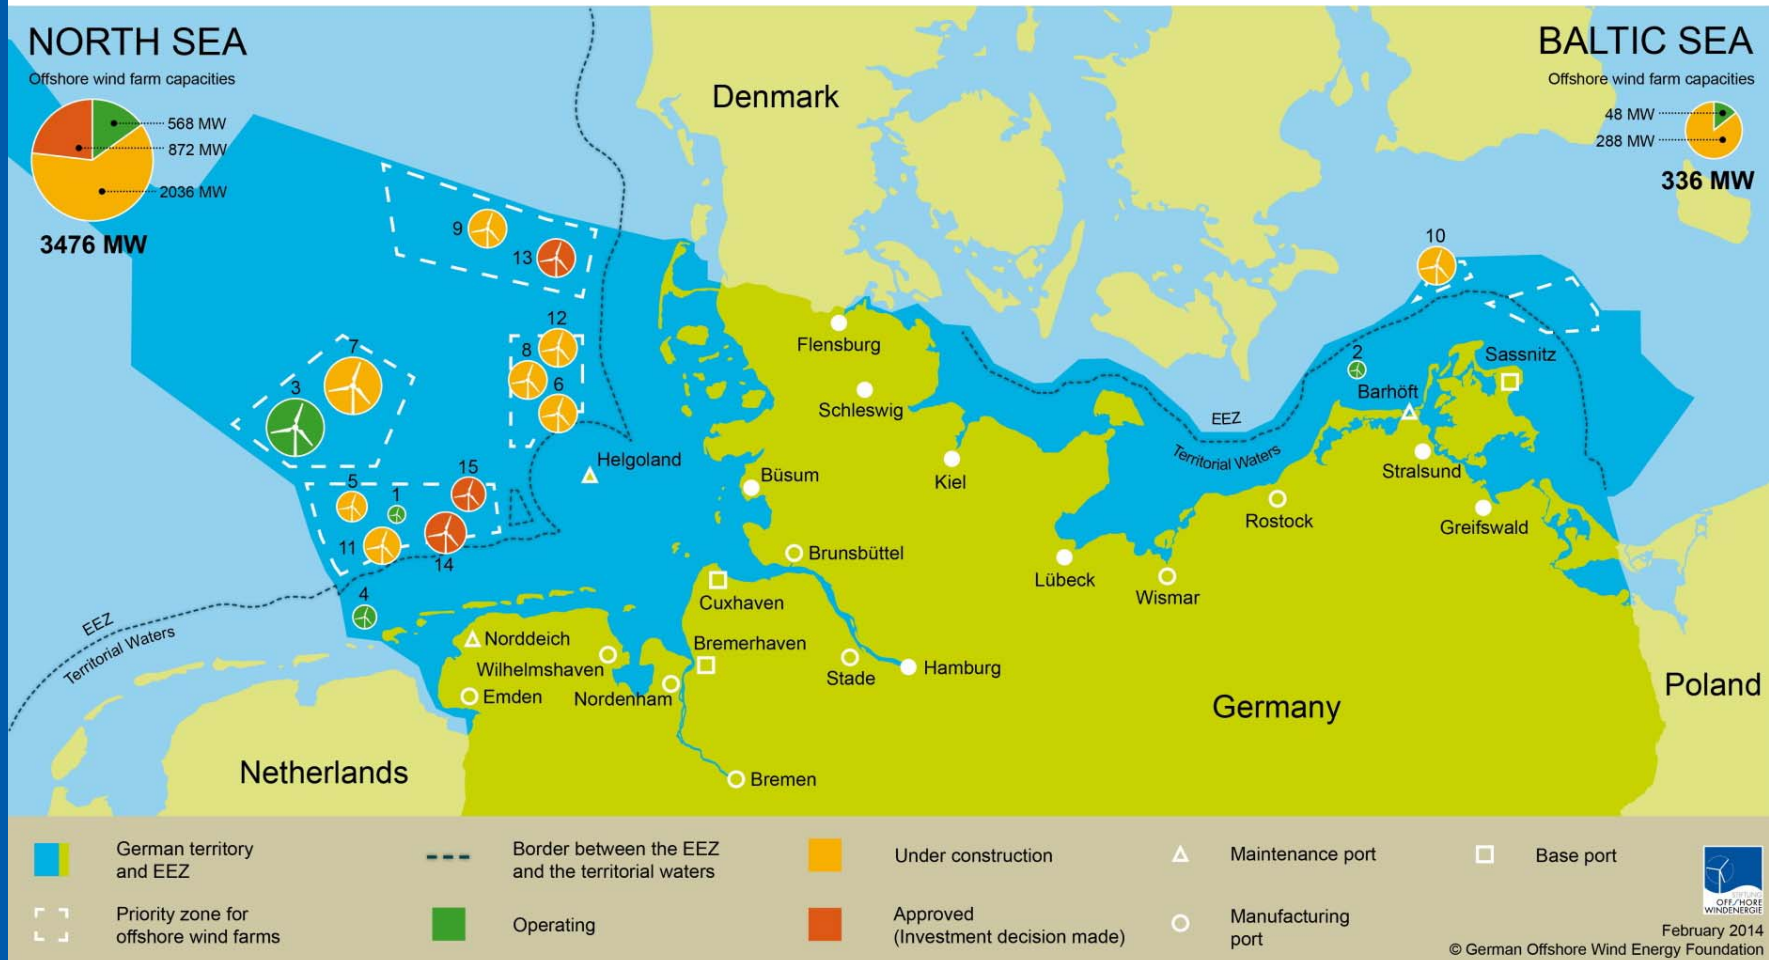 NORTH SEA
Offshore wind farm capacities
568 MW
872 MW
2036 MW
3476 MW
BALTIC SEA
Offshore wind farm capacities
48 MW
288 MW
336 MW
Denmark
9
13
12
8
6
7
3
5
1
15
11
14
4
10
2
Helgoland
Flensburg
Schleswig
Kiel
Büsum
Brunsbüttel
Cuxhaven
Bremerhaven
Norddeich
Wilhelmshaven
Emden
Nordenham
Stade
Hamburg
Bremen
Lübeck
Wismar
Rostock
Barhöft
Sassnitz
Stralsund
Greifswald
EEZ
Territorial Waters
EEZ
Territorial Waters
Netherlands
Germany
Poland
German territory
and EEZ
Priority zone for
offshore wind farms
Border between the EEZ
and the territorial waters
Operating
Under construction
Approved
(Investment decision made)
Maintenance port
Manufacturing
port
Base port
STIFTUNG
OFFSHORE
WINDENERGIE
February 2014
© German Offshore Wind Energy Foundation